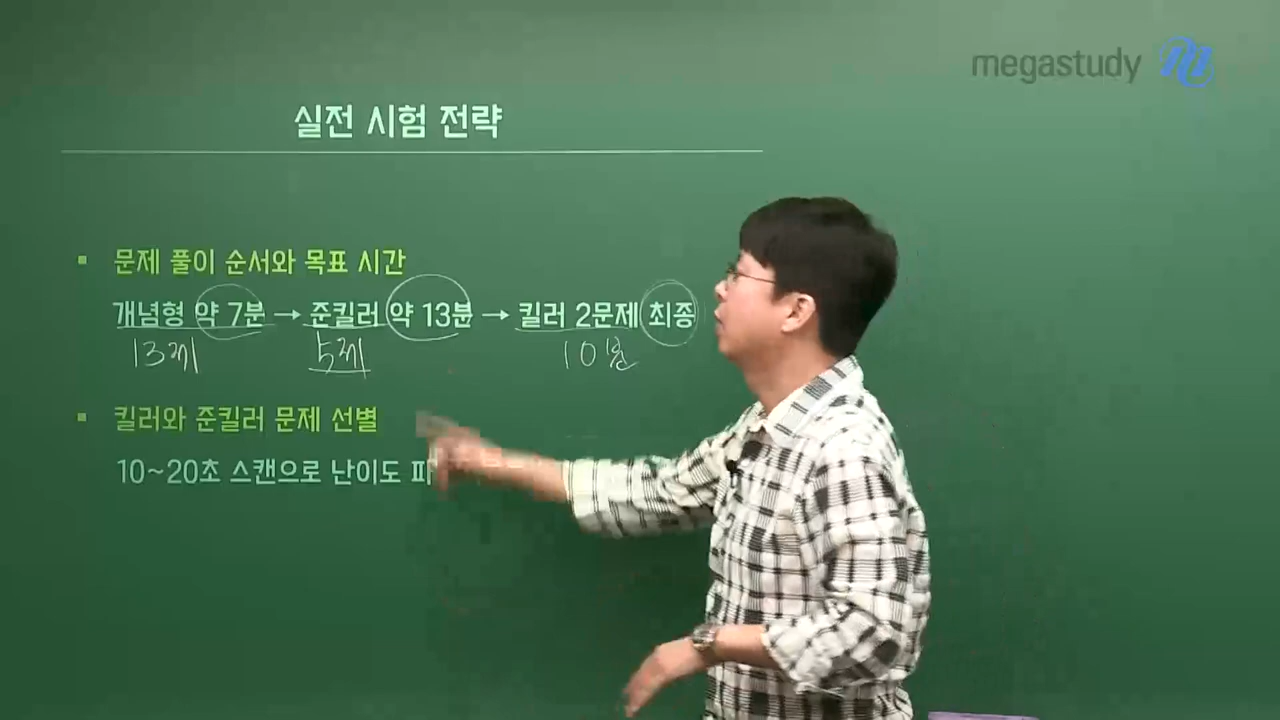 megastudy
실전 시험 전략
문제 풀이 순서와 목표 시간
개념형 약 7분 → 준킬러 약 13분 → 킬러 2문제 최종
13개 5개 10분
킬러와 준킬러 문제 선별
10~20초 스캔으로 난이도